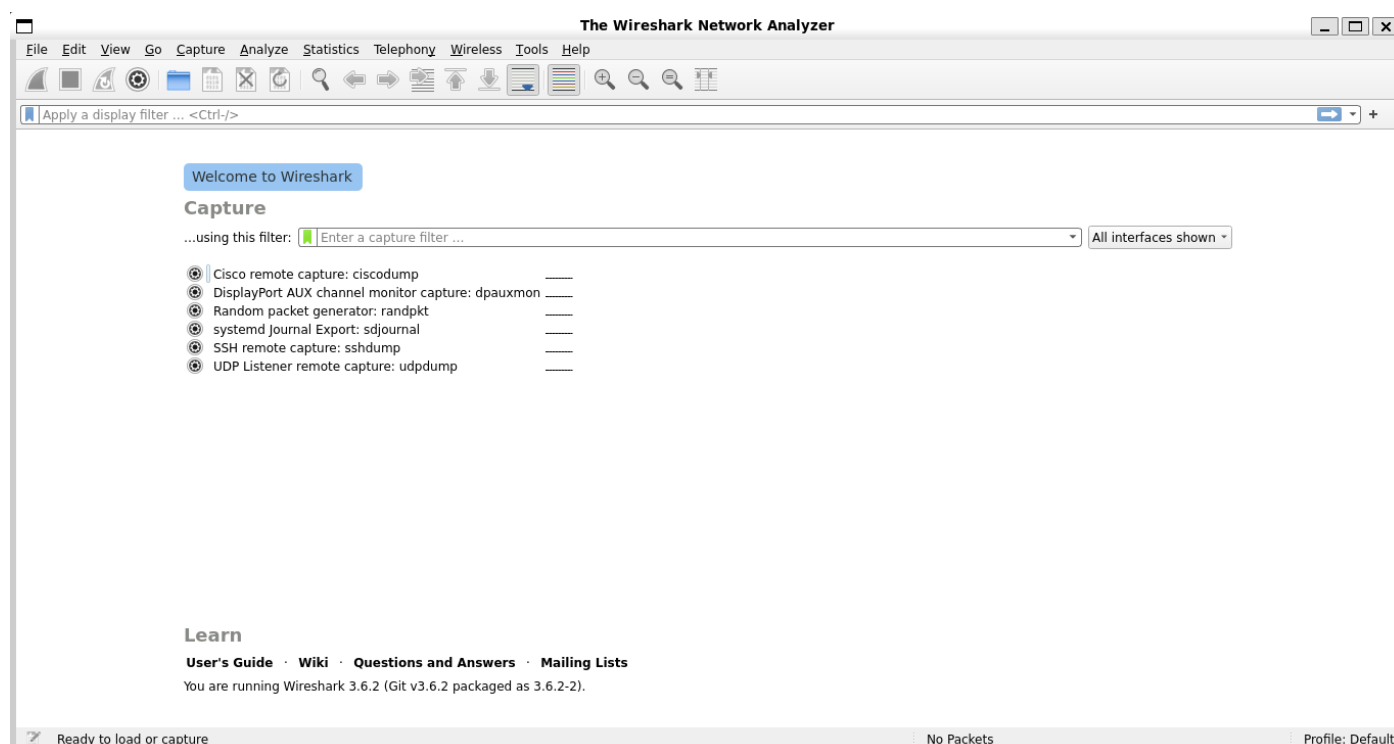 The Wireshark Network Analyzer
File Edit View Go Capture Analyze Statistics Telephony Wireless Tools Help
Apply a display filter ... <Ctrl-/>
+
Welcome to Wireshark
Capture
...using this filter: Enter a capture filter ... All interfaces shown
Cisco remote capture: ciscodump
DisplayPort AUX channel monitor capture: dpauxmon
Random packet generator: randpkt
systemd Journal Export: sdjournal
SSH remote capture: sshdump
UDP Listener remote capture: udpdump
Learn
User's Guide · Wiki · Questions and Answers · Mailing Lists
You are running Wireshark 3.6.2 (Git v3.6.2 packaged as 3.6.2-2).
Ready to load or capture No Packets Profile: Default